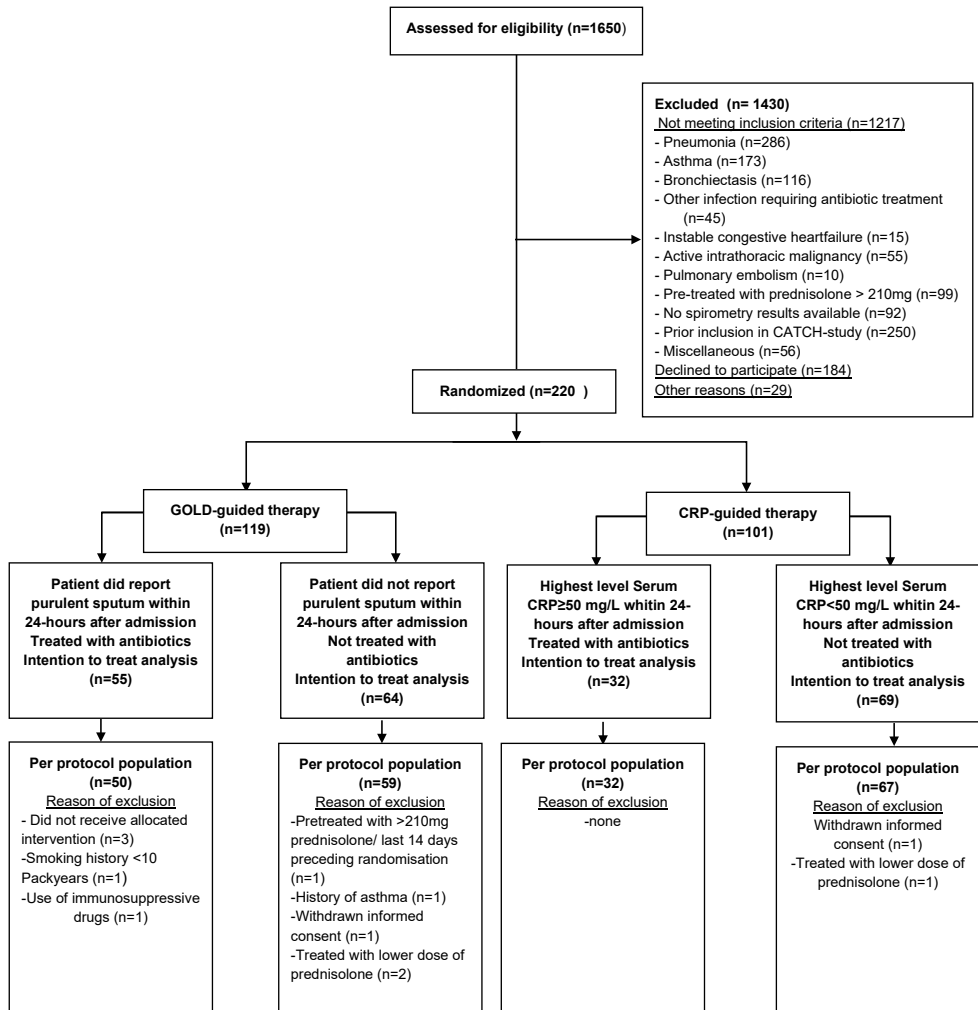 Assessed for eligibility (n=1650)
Excluded  (n= 1430)
Not meeting inclusion criteria (n=1217)
- Pneumonia (n=286)
- Asthma (n=173)
- Bronchiectasis (n=116)
- Other infection requiring antibiotic treatment
(n=45)
- Instable congestive heartfailure (n=15)
- Active intrathoracic malignancy (n=55)
- Pulmonary embolism (n=10)
- Pre-treated with prednisolone > 210mg (n=99)
- No spirometry results available (n=92)
- Prior inclusion in CATCH-study (n=250)
- Miscellaneous (n=56)
Declined to participate (n=184)
Other reasons (n=29)
Randomized (n=220  )
GOLD-guided therapy
(n=119)
CRP-guided therapy
(n=101)
Patient did report
purulent sputum within
24-hours after admission
Treated with antibiotics
Intention to treat analysis
(n=55)
Patient did not report
purulent sputum within
24-hours after admission
Not treated with
antibiotics
Intention to treat analysis
(n=64)
Highest level Serum
CRP≥50 mg/L whitin 24-
hours after admission
Treated with antibiotics
Intention to treat analysis
(n=32)
Highest level Serum
CRP<50 mg/L whitin 24-
hours after admission
Not treated with
antibiotics
Intention to treat analysis
(n=69)
Per protocol population
(n=50)
Reason of exclusion
- Did not receive allocated
intervention (n=3)
-Smoking history <10
Packyears (n=1)
-Use of immunosuppressive
drugs (n=1)
Per protocol population
(n=59)
Reason of exclusion
-Pretreated with >210mg
prednisolone/ last 14 days
preceding randomisation
(n=1)
-History of asthma (n=1)
-Withdrawn informed
consent (n=1)
-Treated with lower dose of
prednisolone (n=2)
Per protocol population
(n=32)
Reason of exclusion
-none
Per protocol population
(n=67)
Reason of exclusion
Withdrawn informed
consent (n=1)
-Treated with lower dose of
prednisolone (n=1)